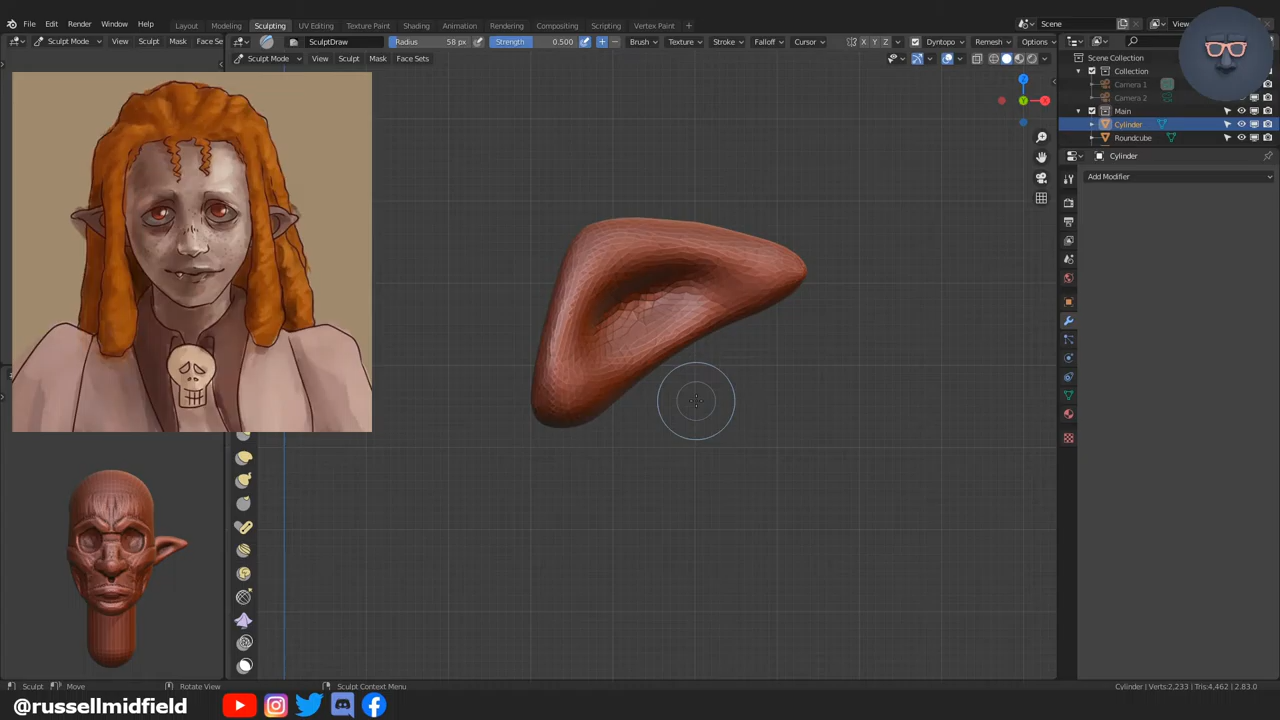 File Edit Render Window Help Layout Modeling Sculpting UV Editing Texture Paint Shading Animation Rendering Compositing Scripting Vertex Paint + Scene View
Sculpt Mode View Sculpt Mask Face Se SculptDraw Radius 58 px Strength 0.500 Brush Texture Stroke Falloff Cursor X Y Z Dyntopo Remesh Options
Sculpt Mode View Sculpt Mask Face Sets Scene Collection
Collection
Camera 1
Camera 2
Main
Cylinder
Roundcube
Cylinder
Add Modifier
Z
Y
X
Sculpt Move Rotate View Sculpt Context Menu Cylinder | Verts:2,233 | Tris:4,462 | 2.83.0
@russellmidfield